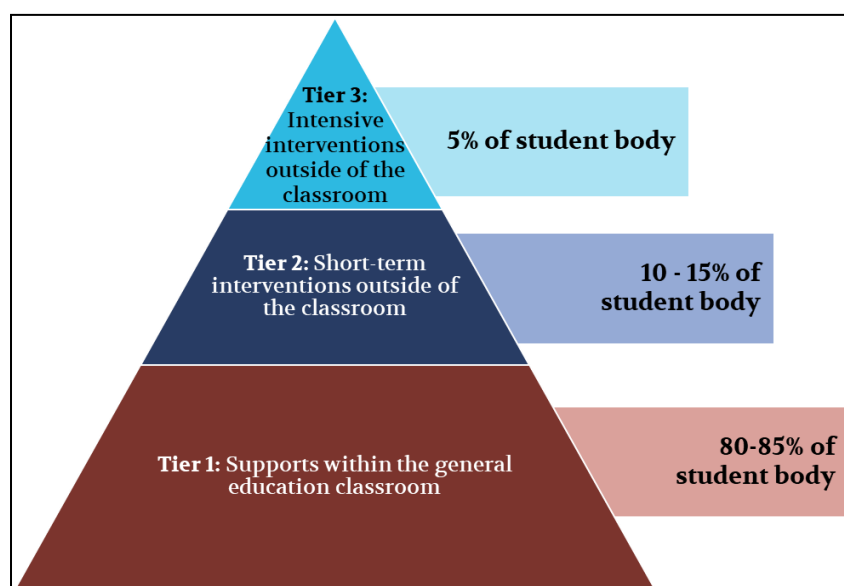 Tier 3:
Intensive
interventions
outside of the
classroom
5% of student body
Tier 2: Short-term
interventions outside of
the classroom
10 - 15% of
student body
Tier 1: Supports within the general
education classroom
80-85% of
student body